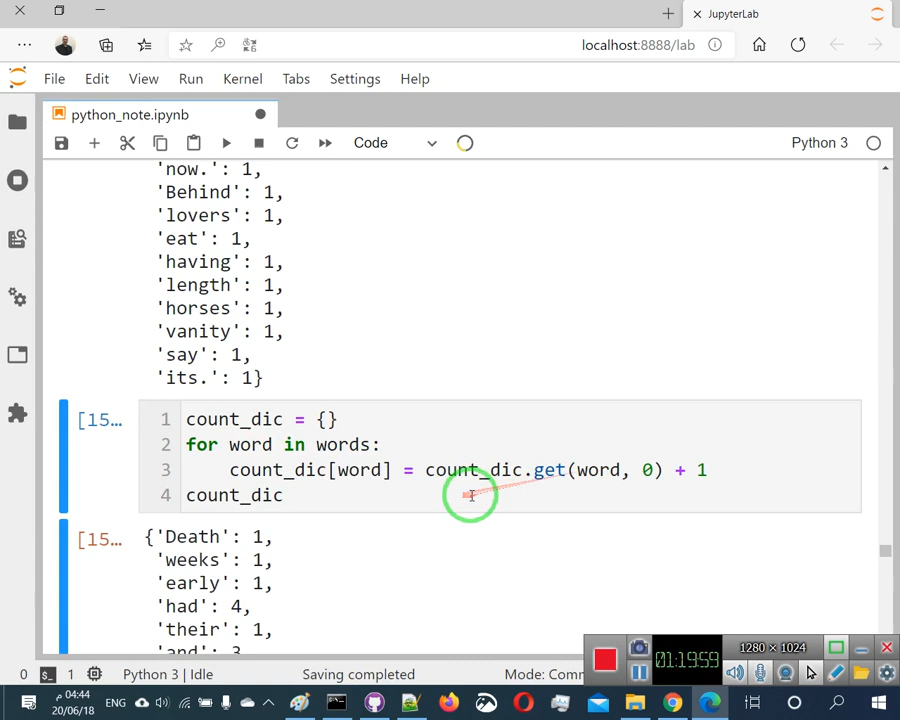 JupyterLab
localhost:8888/lab
File Edit View Run Kernel Tabs Settings Help
python_note.ipynb
Code Python 3
'now.': 1,
'Behind': 1,
'lovers': 1,
'eat': 1,
'having': 1,
'length': 1,
'horses': 1,
'vanity': 1,
'say': 1,
'its.': 1}
[15…
1 count_dic = {}
2 for word in words:
3 count_dic[word] = count_dic.get(word, 0) + 1
4 count_dic
[15…
{'Death': 1,
'weeks': 1,
'early': 1,
'had': 4,
'their': 1,
'and': 3
01:19:59 1280 × 1024
0 1 Python 3 | Idle Saving completed Mode: Comm
04:44 م
20/06/18
ENG